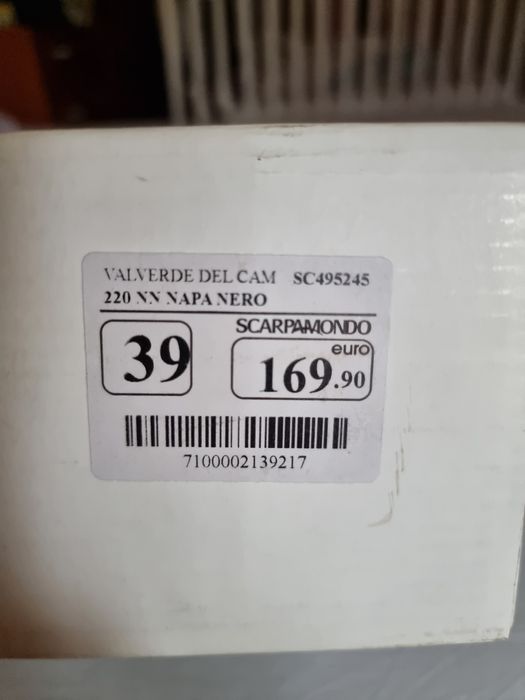 VALVERDE DEL CAM SC495245
220 NN NAPA NERO
SCARPAMONDO
39
euro
169.90
7100002139217